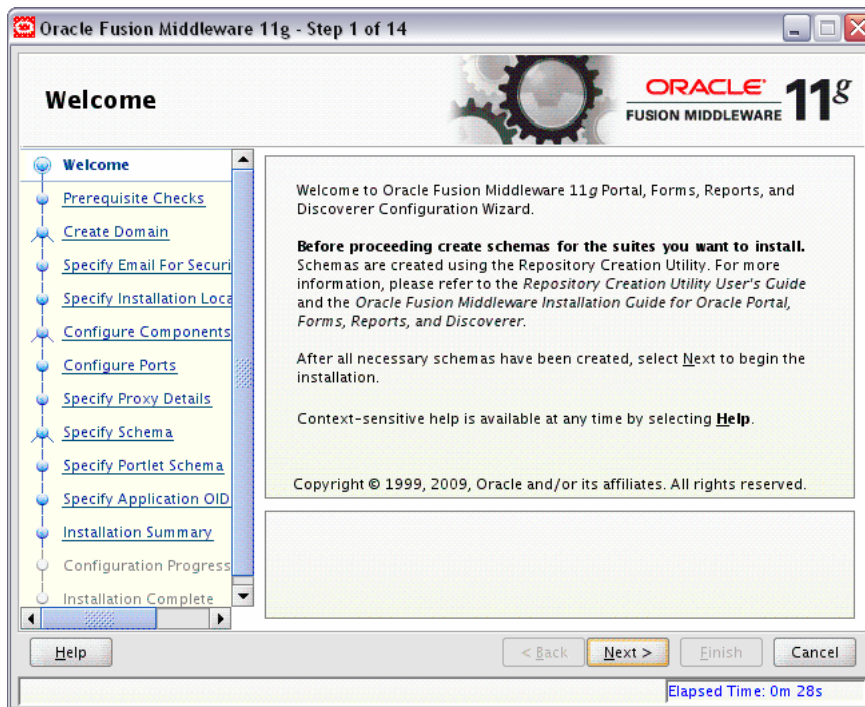 Oracle Fusion Middleware 11g - Step 1 of 14
Welcome
ORACLE
FUSION MIDDLEWARE 11g
Welcome
Prerequisite Checks
Create Domain
Specify Email For Securi
Specify Installation Loca
Configure Components
Configure Ports
Specify Proxy Details
Specify Schema
Specify Portlet Schema
Specify Application OID
Installation Summary
Configuration Progress
Installation Complete
Welcome to Oracle Fusion Middleware 11g Portal, Forms, Reports, and
Discoverer Configuration Wizard.
Before proceeding create schemas for the suites you want to install.
Schemas are created using the Repository Creation Utility. For more
information, please refer to the Repository Creation Utility User's Guide
and the Oracle Fusion Middleware Installation Guide for Oracle Portal,
Forms, Reports, and Discoverer.
After all necessary schemas have been created, select Next to begin the
installation.
Context-sensitive help is available at any time by selecting Help.
Copyright © 1999, 2009, Oracle and/or its affiliates. All rights reserved.
Help
< Back
Next >
Finish
Cancel
Elapsed Time: 0m 28s